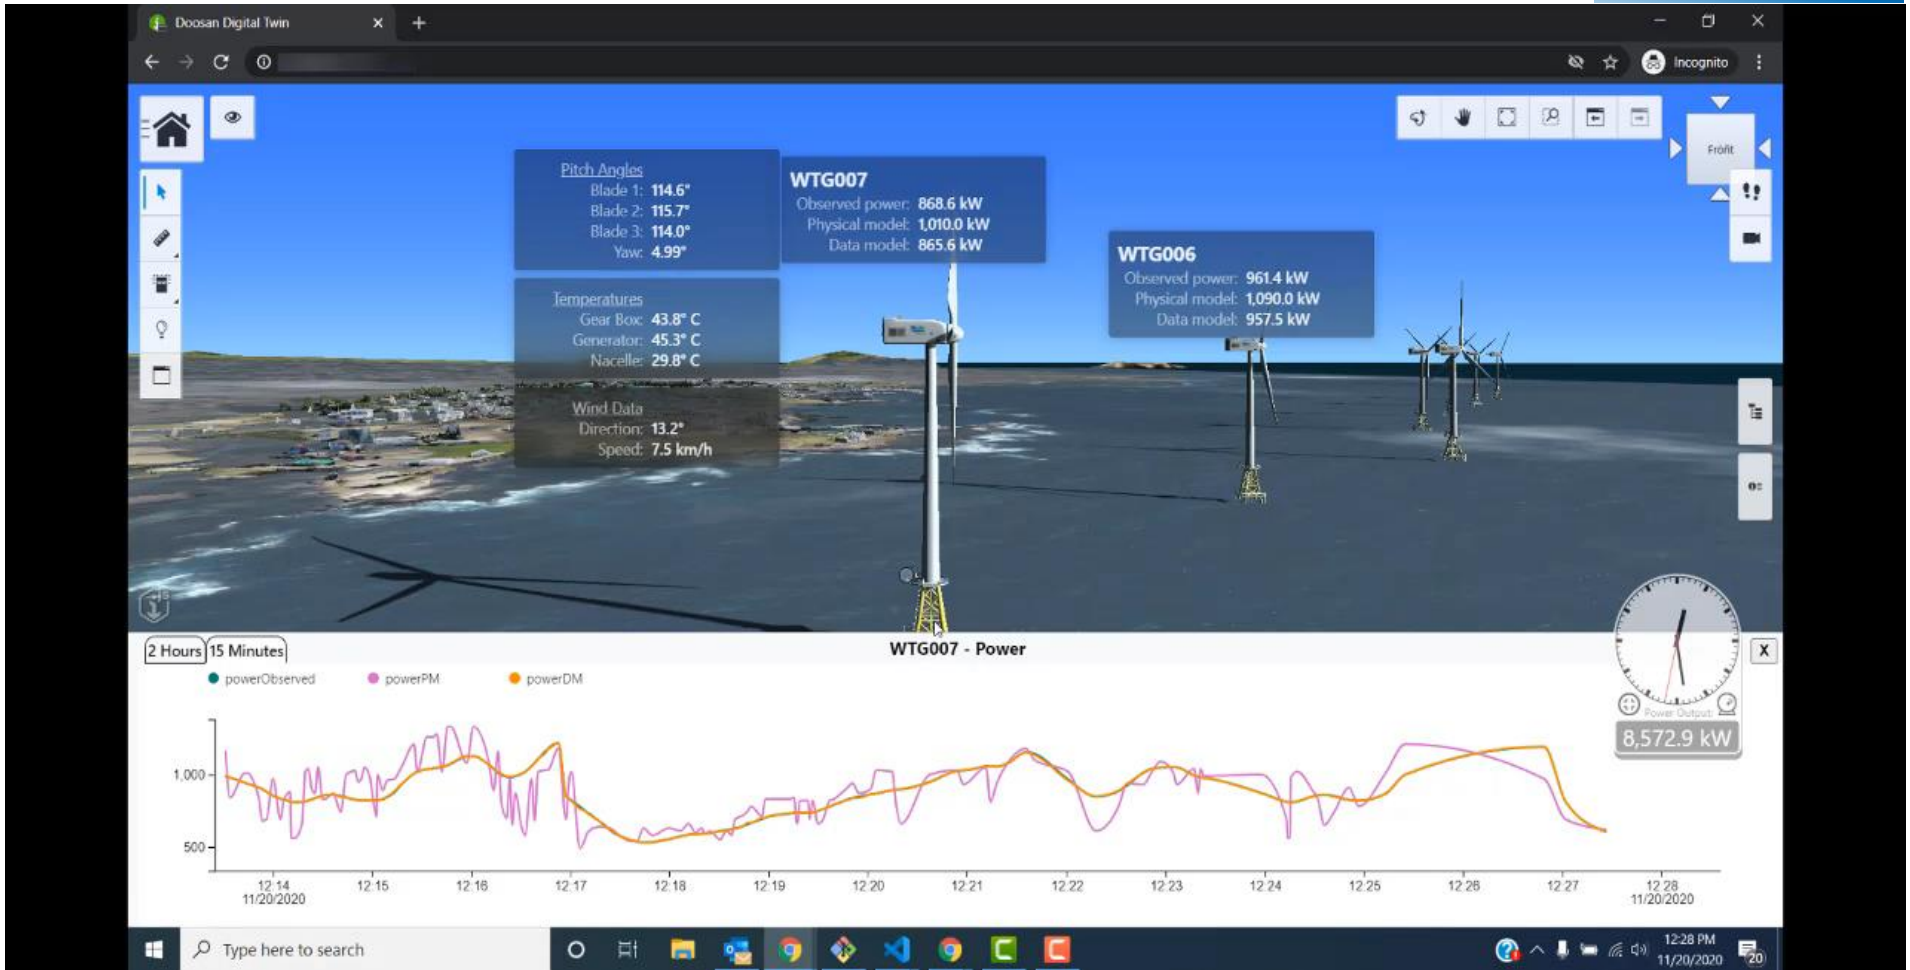 Doosan Digital Twin
Incognito
Front
Pitch Angles
Blade 1: 114.6°
Blade 2: 115.7°
Blade 3: 114.0°
Yaw: 4.99°
WTG007
Observed power: 868.6 kW
Physical model: 1,010.0 kW
Data model: 865.6 kW
WTG006
Observed power: 961.4 kW
Physical model: 1,090.0 kW
Data model: 957.5 kW
Temperatures
Gear Box: 43.8° C
Generator: 45.3° C
Nacelle: 29.8° C
Wind Data
Direction: 13.2°
Speed: 7.5 km/h
Power Output:
8,572.9 kW
2 Hours 15 Minutes
WTG007 - Power
X
powerObserved powerPM powerDM
1,000
500
12:14 12:15 12:16 12:17 12:18 12:19 12:20 12:21 12:22 12:23 12:24 12:25 12:26 12:27 12:28
11/20/2020 11/20/2020
Type here to search
12:28 PM
11/20/2020
20